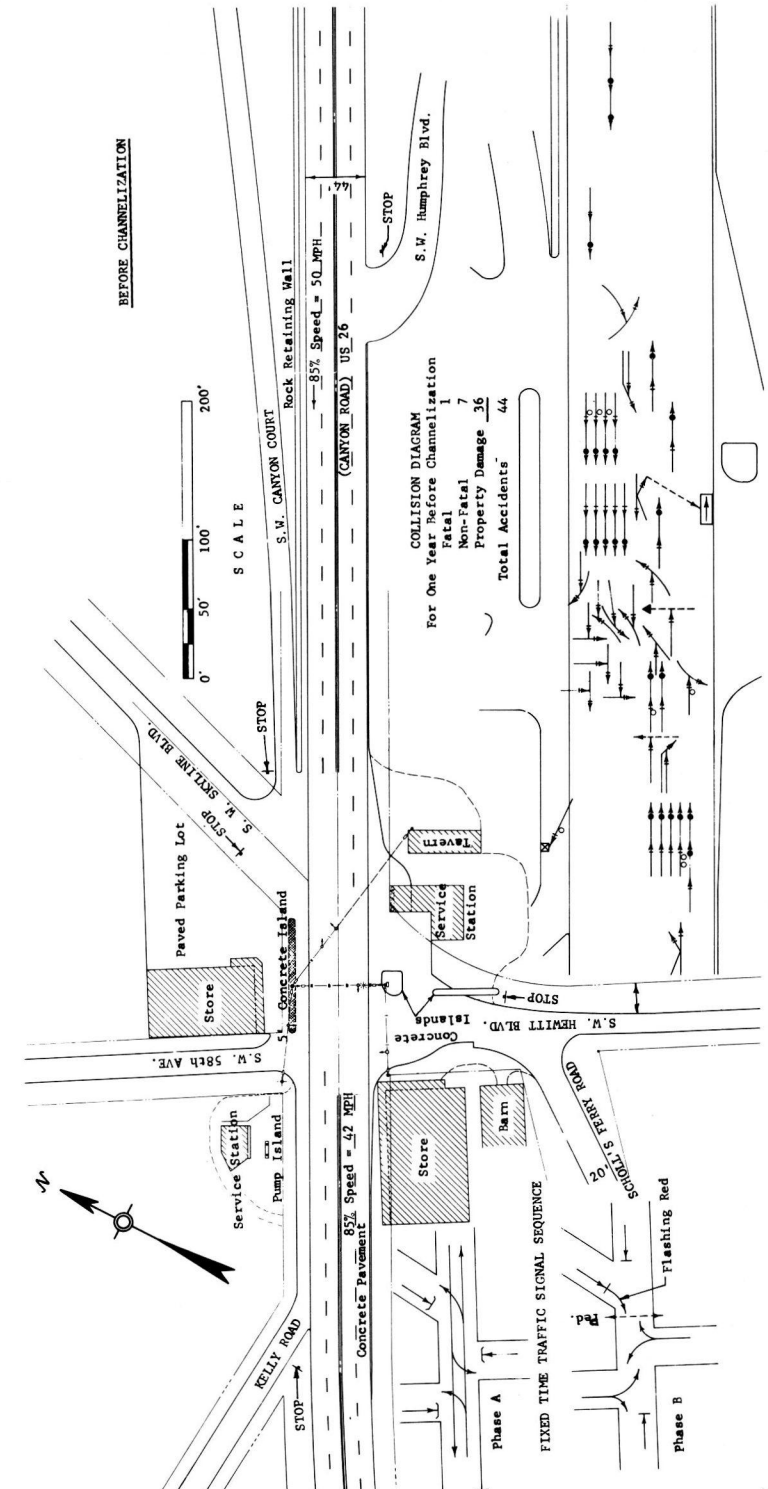 BEFORE CHANNELIZATION
0' 50' 100' 200'
SCALE
N
S.W. CANYON COURT
Rock Retaining Wall
85% Speed = 50 MPH
(CANYON ROAD) US 26
44'
STOP
S.W. Humphrey Blvd.
S.W. SKYLINE BLVD.
STOP
STOP
Paved Parking Lot
Store
5' Concrete Island
S.W. 58th AVE.
Service Station
Pump Island
KELLY ROAD
STOP
85% Speed = 42 MPH
Concrete Pavement
Store
Barn
Concrete
Islands
S.W. HEWITT BLVD.
STOP
Service
Station
Tavern
SCHOLL'S FERRY ROAD
20'
COLLISION DIAGRAM
For One Year Before Channelization
Fatal 1
Non-Fatal 7
Property Damage 36
Total Accidents 44
FIXED TIME TRAFFIC SIGNAL SEQUENCE
Phase A
Phase B
Ped.
Flashing Red